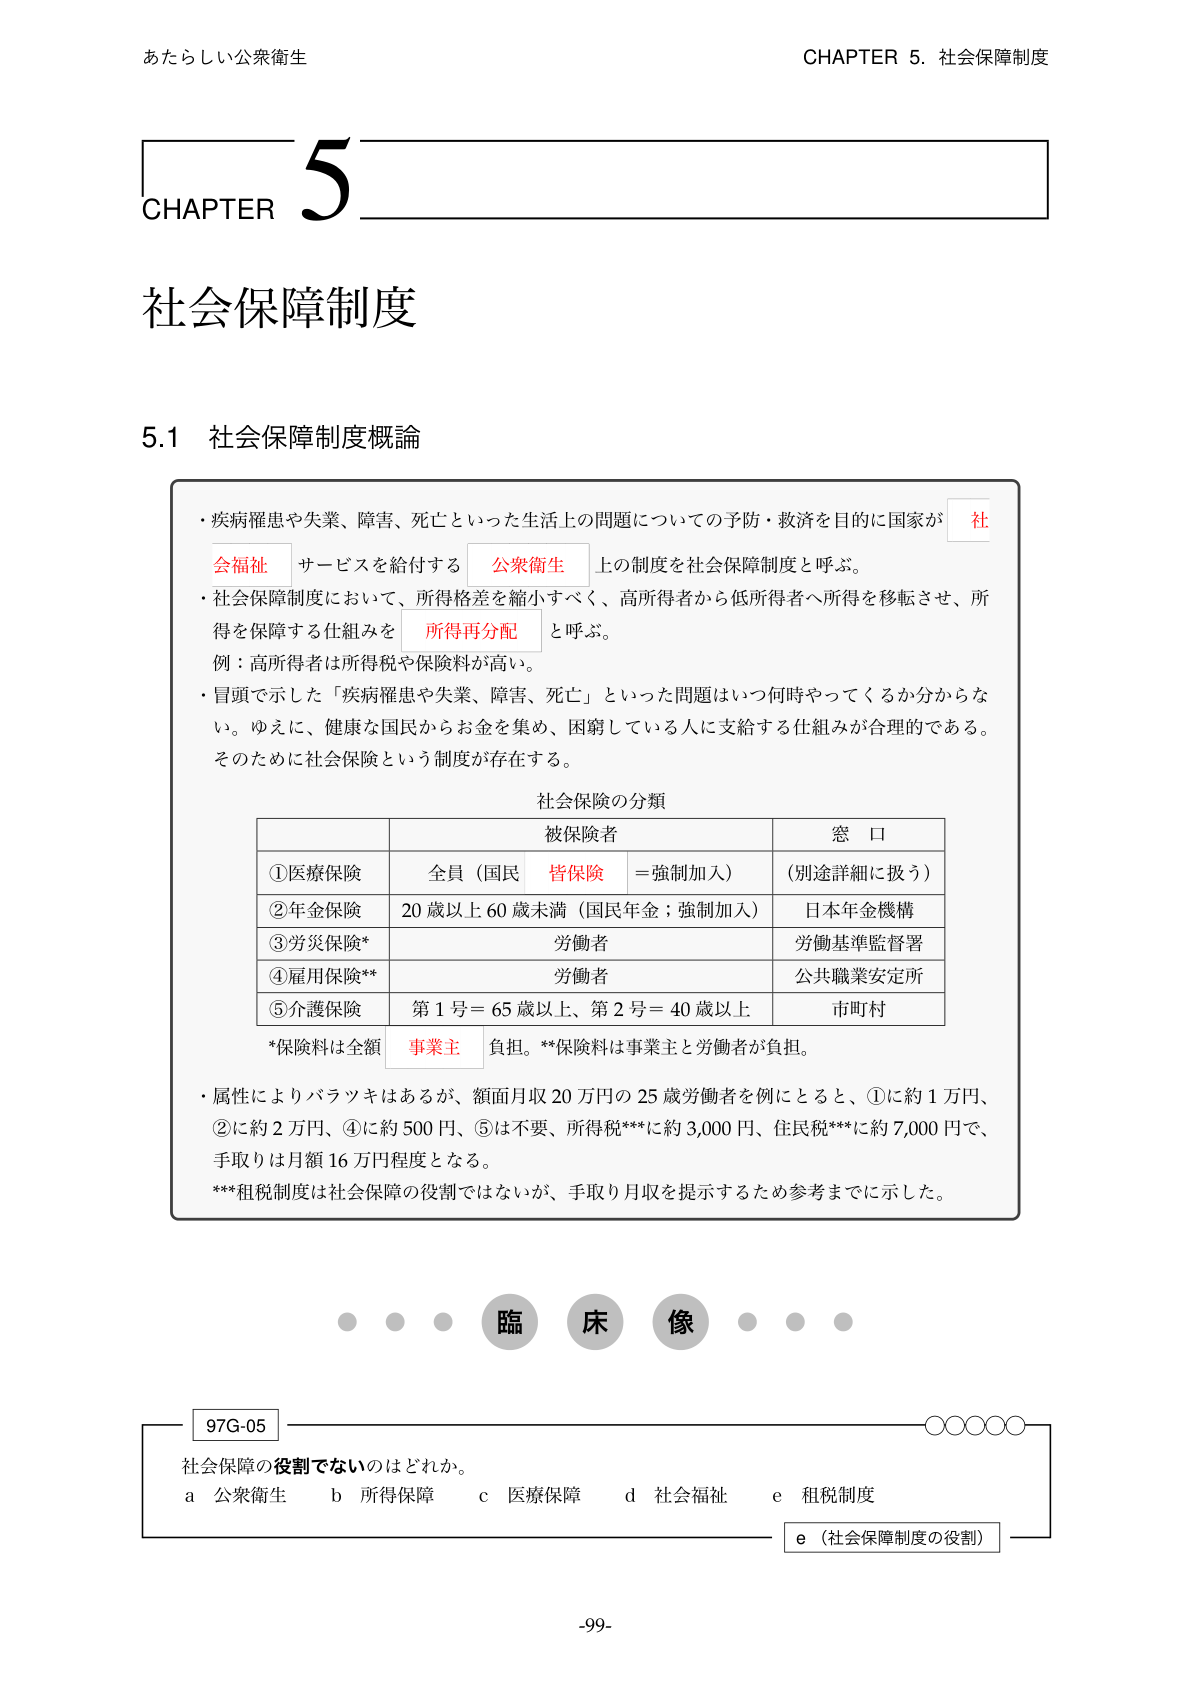 あたらしい公衆衛生
CHAPTER 5. 社会保障制度
CHAPTER 5
社会保障制度
5.1 社会保障制度概論
・疾病罹患や失業、障害、死亡といった生活上の問題についての予防・救済を目的に国家が 社
会福祉 サービスを給付する 公衆衛生 上の制度を社会保障制度と呼ぶ。
・社会保障制度において、所得格差を縮小すべく、高所得者から低所得者へ所得を移転させ、所
得を保障する仕組みを 所得再分配 と呼ぶ。
例：高所得者は所得税や保険料が高い。
・冒頭で示した「疾病罹患や失業、障害、死亡」といった問題はいつ何時やってくるか分からな
い。ゆえに、健康な国民からお金を集め、困窮している人に支給する仕組みが合理的である。
そのために社会保険という制度が存在する。
社会保険の分類
被保険者 窓 口
①医療保険 全員（国民 皆保険 ＝強制加入） （別途詳細に扱う）
②年金保険 20 歳以上 60 歳未満（国民年金；強制加入） 日本年金機構
③労災保険* 労働者 労働基準監督署
④雇用保険** 労働者 公共職業安定所
⑤介護保険 第 1 号＝ 65 歳以上、第 2 号＝ 40 歳以上 市町村
*保険料は全額 事業主 負担。**保険料は事業主と労働者が負担。
・属性によりバラツキはあるが、額面月収 20 万円の 25 歳労働者を例にとると、①に約 1 万円、
②に約 2 万円、④に約 500 円、⑤は不要、所得税***に約 3,000 円、住民税***に約 7,000 円で、
手取りは月額 16 万円程度となる。
***租税制度は社会保障の役割ではないが、手取り月収を提示するため参考までに示した。
臨 床 像
97G-05
社会保障の役割でないのはどれか。
a 公衆衛生 b 所得保障 c 医療保障 d 社会福祉 e 租税制度
e （社会保障制度の役割）
-99-